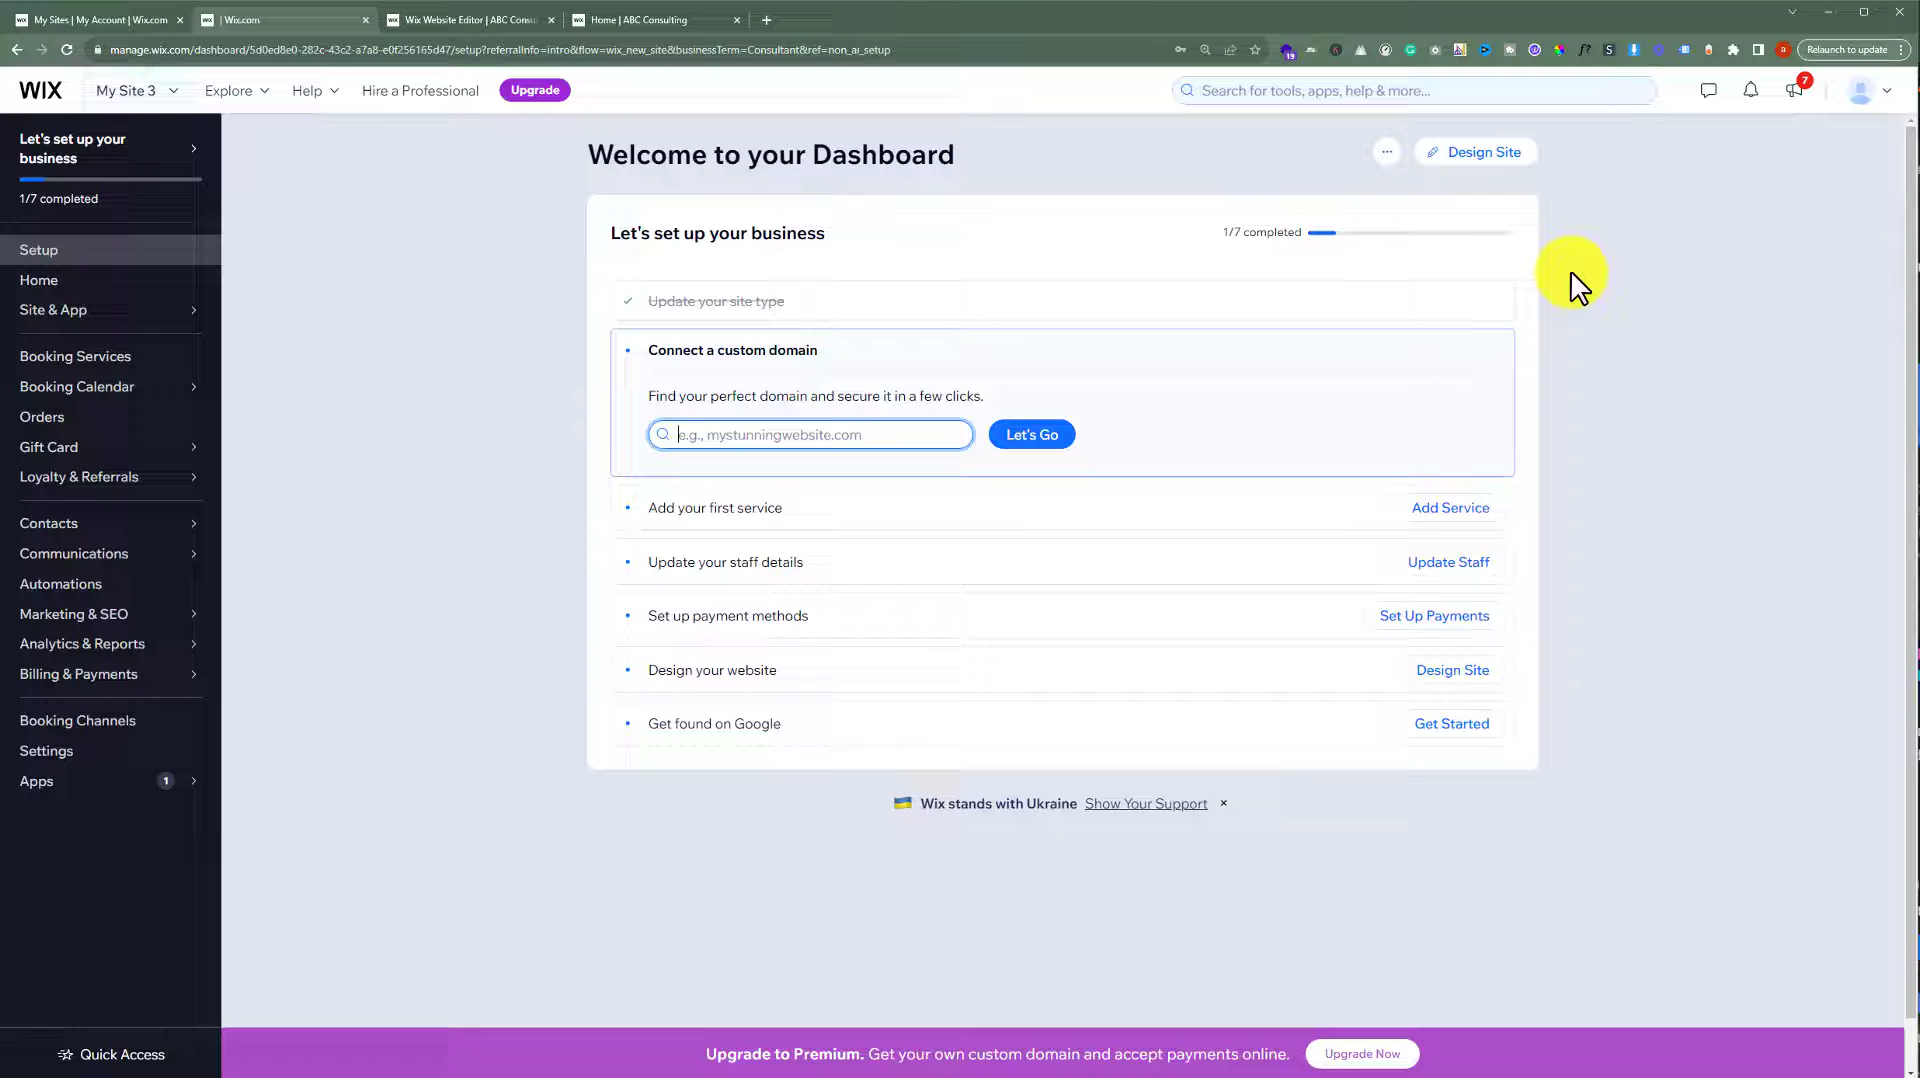 My Sites | My Account | Wix.com
| Wix.com
Wix Website Editor | ABC Consu
Home | ABC Consulting
manage.wix.com/dashboard/5d0ed8e0-282c-43c2-a7a8-e0f256165d47/setup?referralInfo=intro&flow=wix_new_site&businessTerm=Consultant&ref=non_ai_setup
19
Relaunch to update
WIX
My Site 3
Explore
Help
Hire a Professional
Upgrade
Search for tools, apps, help & more...
7
Let's set up your
business
1/7 completed
Setup
Home
Site & App
Booking Services
Booking Calendar
Orders
Gift Card
Loyalty & Referrals
Contacts
Communications
Automations
Marketing & SEO
Analytics & Reports
Billing & Payments
Booking Channels
Settings
Apps 1
Quick Access
Welcome to your Dashboard
Design Site
Let's set up your business
1/7 completed
Update your site type
Connect a custom domain
Find your perfect domain and secure it in a few clicks.
e.g., mystunningwebsite.com
Let's Go
Add your first service
Add Service
Update your staff details
Update Staff
Set up payment methods
Set Up Payments
Design your website
Design Site
Get found on Google
Get Started
Wix stands with Ukraine Show Your Support
Upgrade to Premium. Get your own custom domain and accept payments online.
Upgrade Now